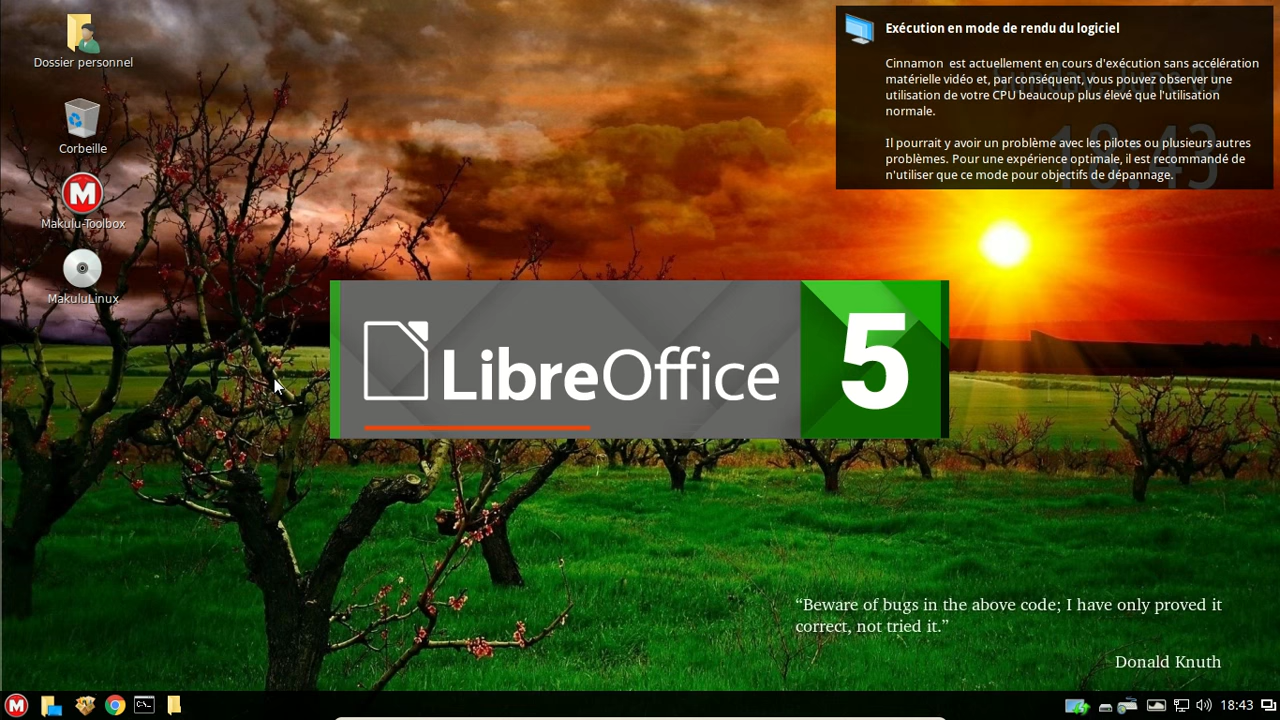 Dossier personnel
Corbeille
Makulu-Toolbox
MakuluLinux
Exécution en mode de rendu du logiciel
Cinnamon est actuellement en cours d'exécution sans accélération
matérielle vidéo et, par conséquent, vous pouvez observer une
utilisation de votre CPU beaucoup plus élevé que l'utilisation
normale.
Il pourrait y avoir un problème avec les pilotes ou plusieurs autres
problèmes. Pour une expérience optimale, il est recommandé de
n'utiliser que ce mode pour objectifs de dépannage.
18:43
LibreOffice 5
“Beware of bugs in the above code; I have only proved it
correct, not tried it.”
Donald Knuth
M
C:\_
18:43